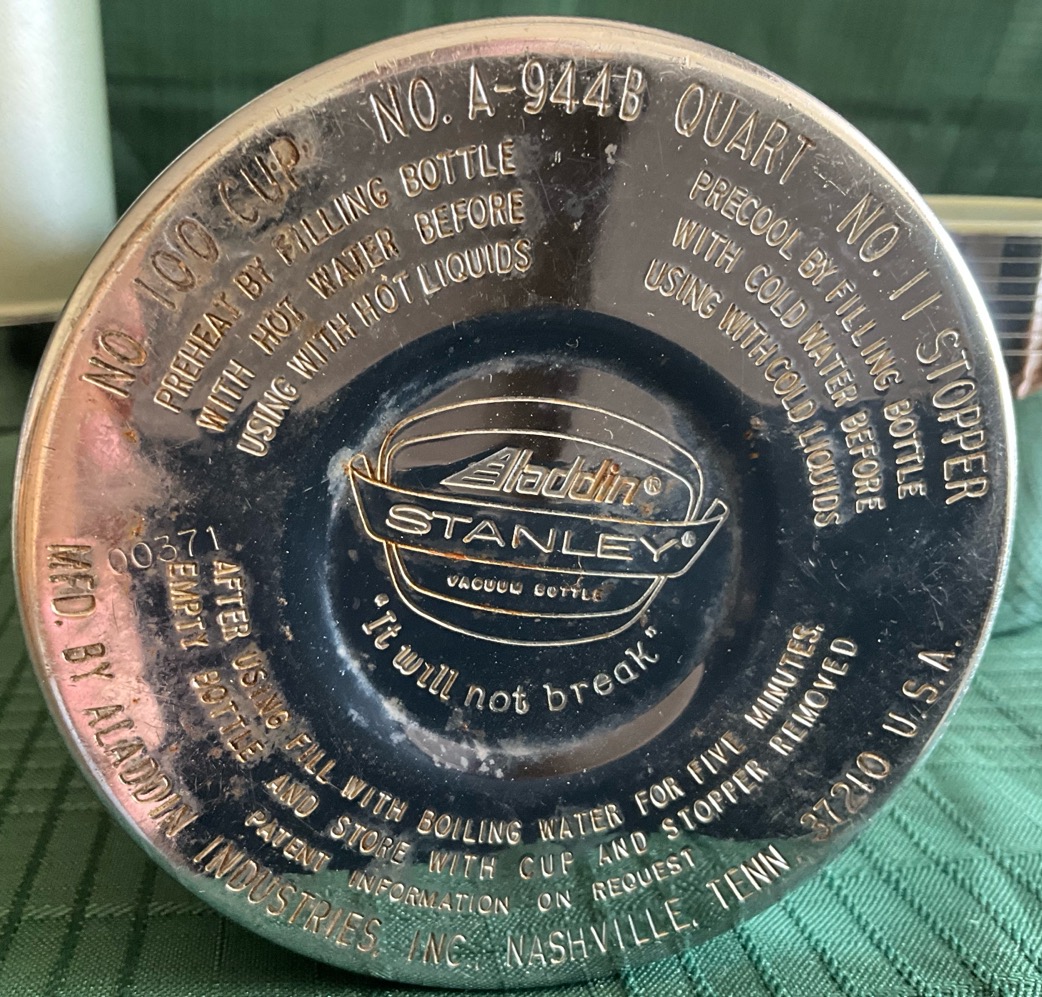 NO. 100 CUP. NO. A-944B QUART NO. 11 STOPPER
PREHEAT BY FILLING BOTTLE
WITH HOT WATER BEFORE
USING WITH HOT LIQUIDS
PRECOOL BY FILLING BOTTLE
WITH COLD WATER BEFORE
USING WITH COLD LIQUIDS
Aladdin®
STANLEY®
VACUUM BOTTLE
"It will not break"
00371
AFTER USING FILL WITH BOILING WATER FOR FIVE MINUTES.
EMPTY BOTTLE AND STORE WITH CUP AND STOPPER REMOVED
PATENT INFORMATION ON REQUEST
MFD. BY ALADDIN INDUSTRIES, INC. NASHVILLE, TENN. 37210 U.S.A.